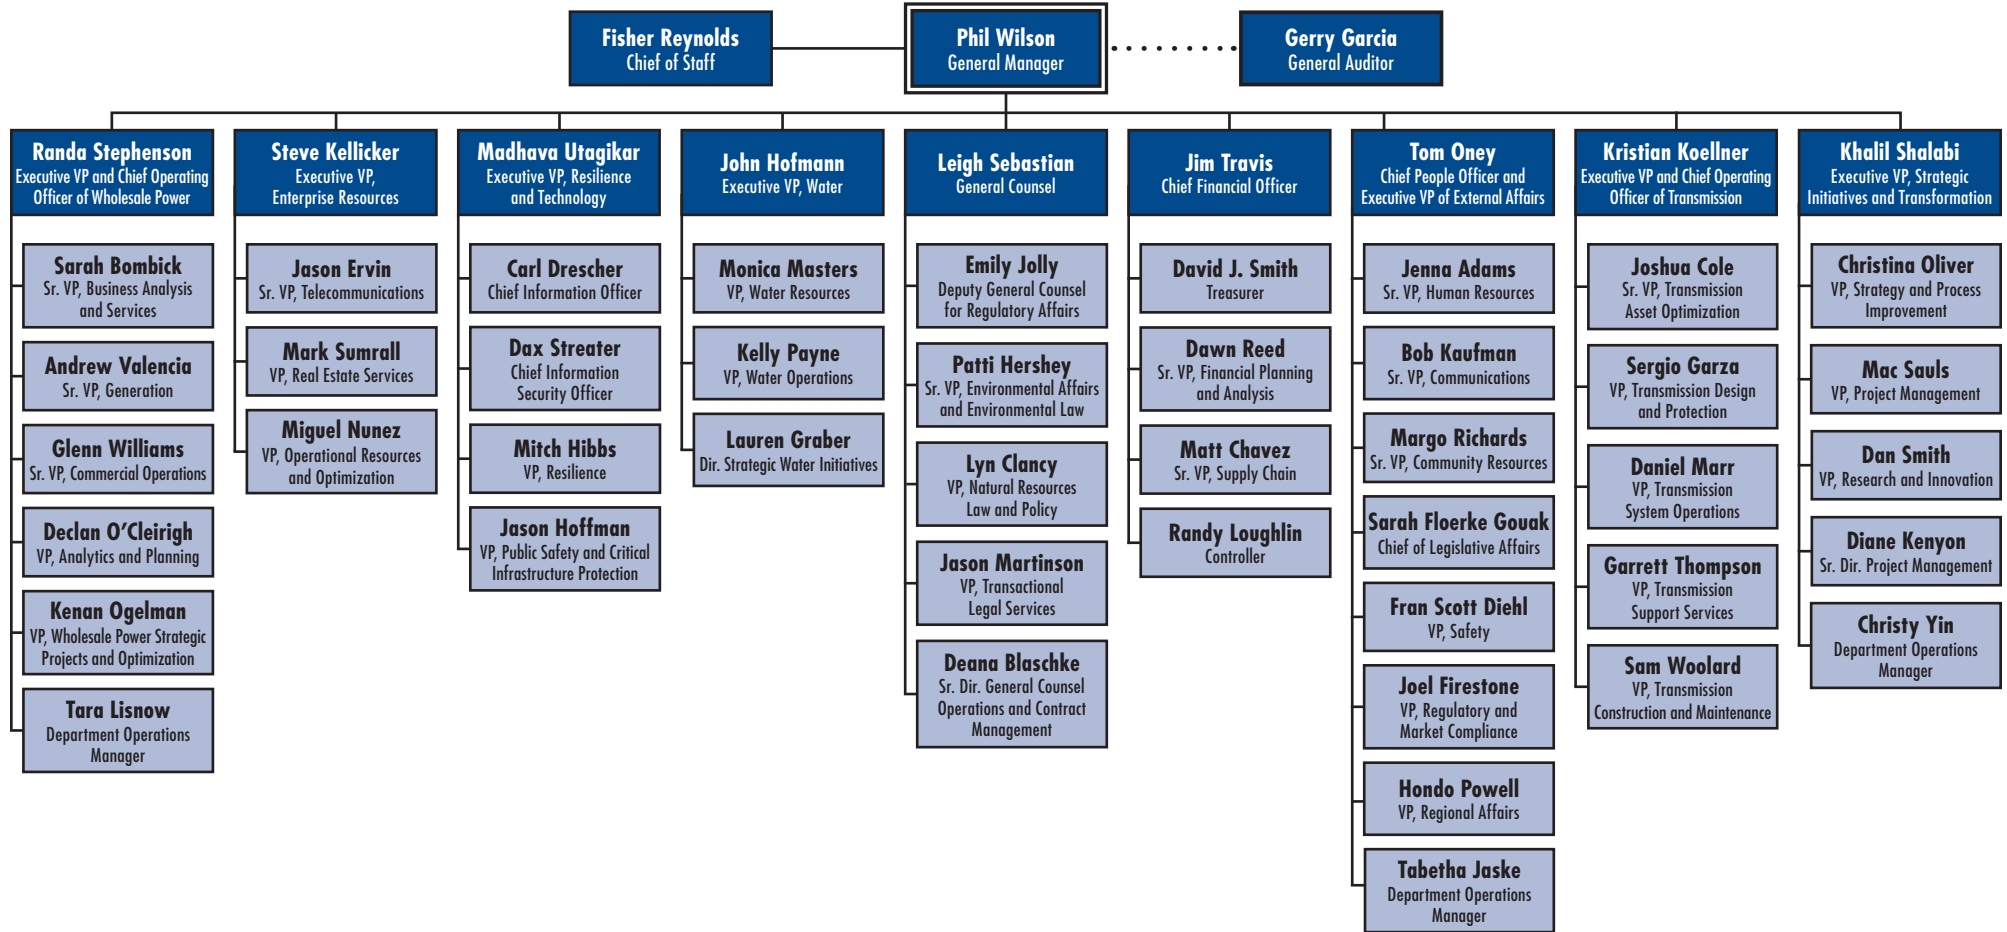 Fisher Reynolds
Chief of Staff
Phil Wilson
General Manager
Gerry Garcia
General Auditor
Randa Stephenson
Executive VP and Chief Operating
Officer of Wholesale Power
Sarah Bombick
Sr. VP, Business Analysis
and Services
Andrew Valencia
Sr. VP, Generation
Glenn Williams
Sr. VP, Commercial Operations
Declan O’Cleirigh
VP, Analytics and Planning
Kenan Ogelman
VP, Wholesale Power Strategic
Projects and Optimization
Tara Lisnow
Department Operations
Manager
Steve Kellicker
Executive VP,
Enterprise Resources
Jason Ervin
Sr. VP, Telecommunications
Mark Sumrall
VP, Real Estate Services
Miguel Nunez
VP, Operational Resources
and Optimization
Madhava Utagikar
Executive VP, Resilience
and Technology
Carl Drescher
Chief Information Officer
Dax Streater
Chief Information
Security Officer
Mitch Hibbs
VP, Resilience
Jason Hoffman
VP, Public Safety and Critical
Infrastructure Protection
John Hofmann
Executive VP, Water
Monica Masters
VP, Water Resources
Kelly Payne
VP, Water Operations
Lauren Graber
Dir. Strategic Water Initiatives
Leigh Sebastian
General Counsel
Emily Jolly
Deputy General Counsel
for Regulatory Affairs
Patti Hershey
Sr. VP, Environmental Affairs
and Environmental Law
Lyn Clancy
VP, Natural Resources
Law and Policy
Jason Martinson
VP, Transactional
Legal Services
Deana Blaschke
Sr. Dir. General Counsel
Operations and Contract
Management
Jim Travis
Chief Financial Officer
David J. Smith
Treasurer
Dawn Reed
Sr. VP, Financial Planning
and Analysis
Matt Chavez
Sr. VP, Supply Chain
Randy Loughlin
Controller
Tom Oney
Chief People Officer and
Executive VP of External Affairs
Jenna Adams
Sr. VP, Human Resources
Bob Kaufman
Sr. VP, Communications
Margo Richards
Sr. VP, Community Resources
Sarah Floerke Gouak
Chief of Legislative Affairs
Fran Scott Diehl
VP, Safety
Joel Firestone
VP, Regulatory and
Market Compliance
Hondo Powell
VP, Regional Affairs
Tabetha Jaske
Department Operations
Manager
Kristian Koellner
Executive VP and Chief Operating
Officer of Transmission
Joshua Cole
Sr. VP, Transmission
Asset Optimization
Sergio Garza
VP, Transmission Design
and Protection
Daniel Marr
VP, Transmission
System Operations
Garrett Thompson
VP, Transmission
Support Services
Sam Woolard
VP, Transmission
Construction and Maintenance
Khalil Shalabi
Executive VP, Strategic
Initiatives and Transformation
Christina Oliver
VP, Strategy and Process
Improvement
Mac Sauls
VP, Project Management
Dan Smith
VP, Research and Innovation
Diane Kenyon
Sr. Dir. Project Management
Christy Yin
Department Operations
Manager